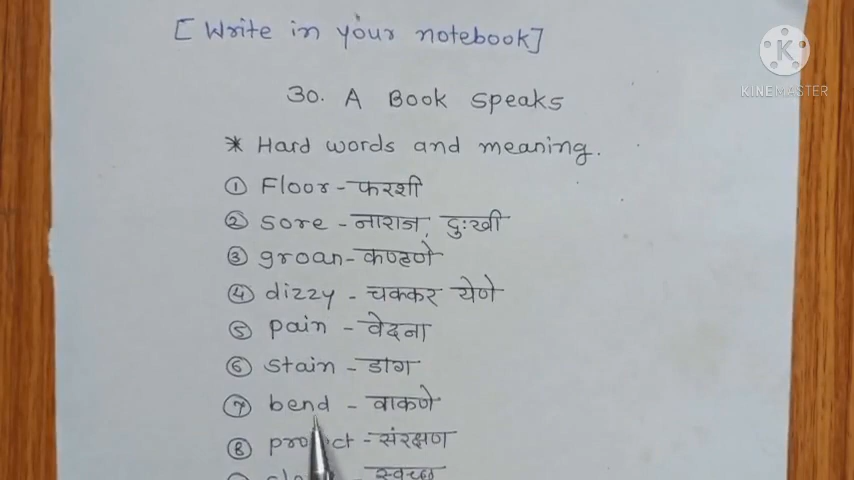 [Write in your notebook]
K
KINEMASTER
30. A Book speaks
* Hard words and meaning.
① Floor - फरशी
② sore - नाराज, दुःखी
③ groan - कण्हणे
④ dizzy - चक्कर येणे
⑤ pain - वेदना
⑥ stain - डाग
⑦ bend - वाकणे
⑧ - संरक्षण
- स्वच्छ